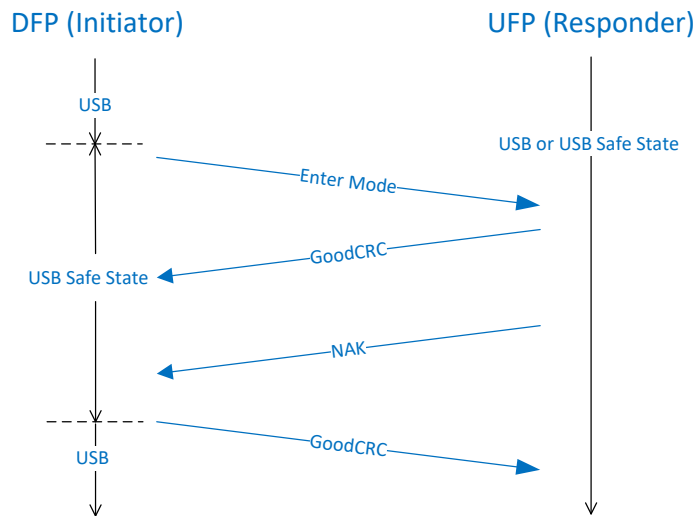 DFP (Initiator)
UFP (Responder)
USB
USB or USB Safe State
Enter Mode
GoodCRC
USB Safe State
NAK
GoodCRC
USB